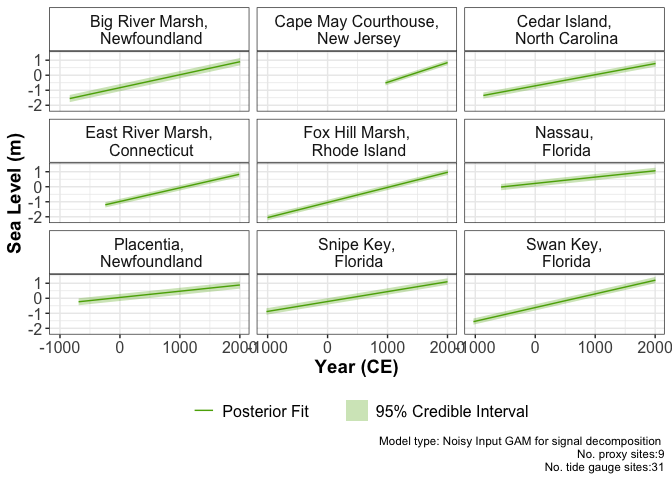 Big River Marsh,
Newfoundland
Cape May Courthouse,
New Jersey
Cedar Island,
North Carolina
1
0
-1
-2
East River Marsh,
Connecticut
Fox Hill Marsh,
Rhode Island
Nassau,
Florida
1
0
-1
-2
Placentia,
Newfoundland
Snipe Key,
Florida
Swan Key,
Florida
1
0
-1
-2
Sea Level (m)
-1000 0 1000 2000
-1000 0 1000 2000
-1000 0 1000 2000
Year (CE)
Posterior Fit 95% Credible Interval
Model type: Noisy Input GAM for signal decomposition
No. proxy sites:9
No. tide gauge sites:31